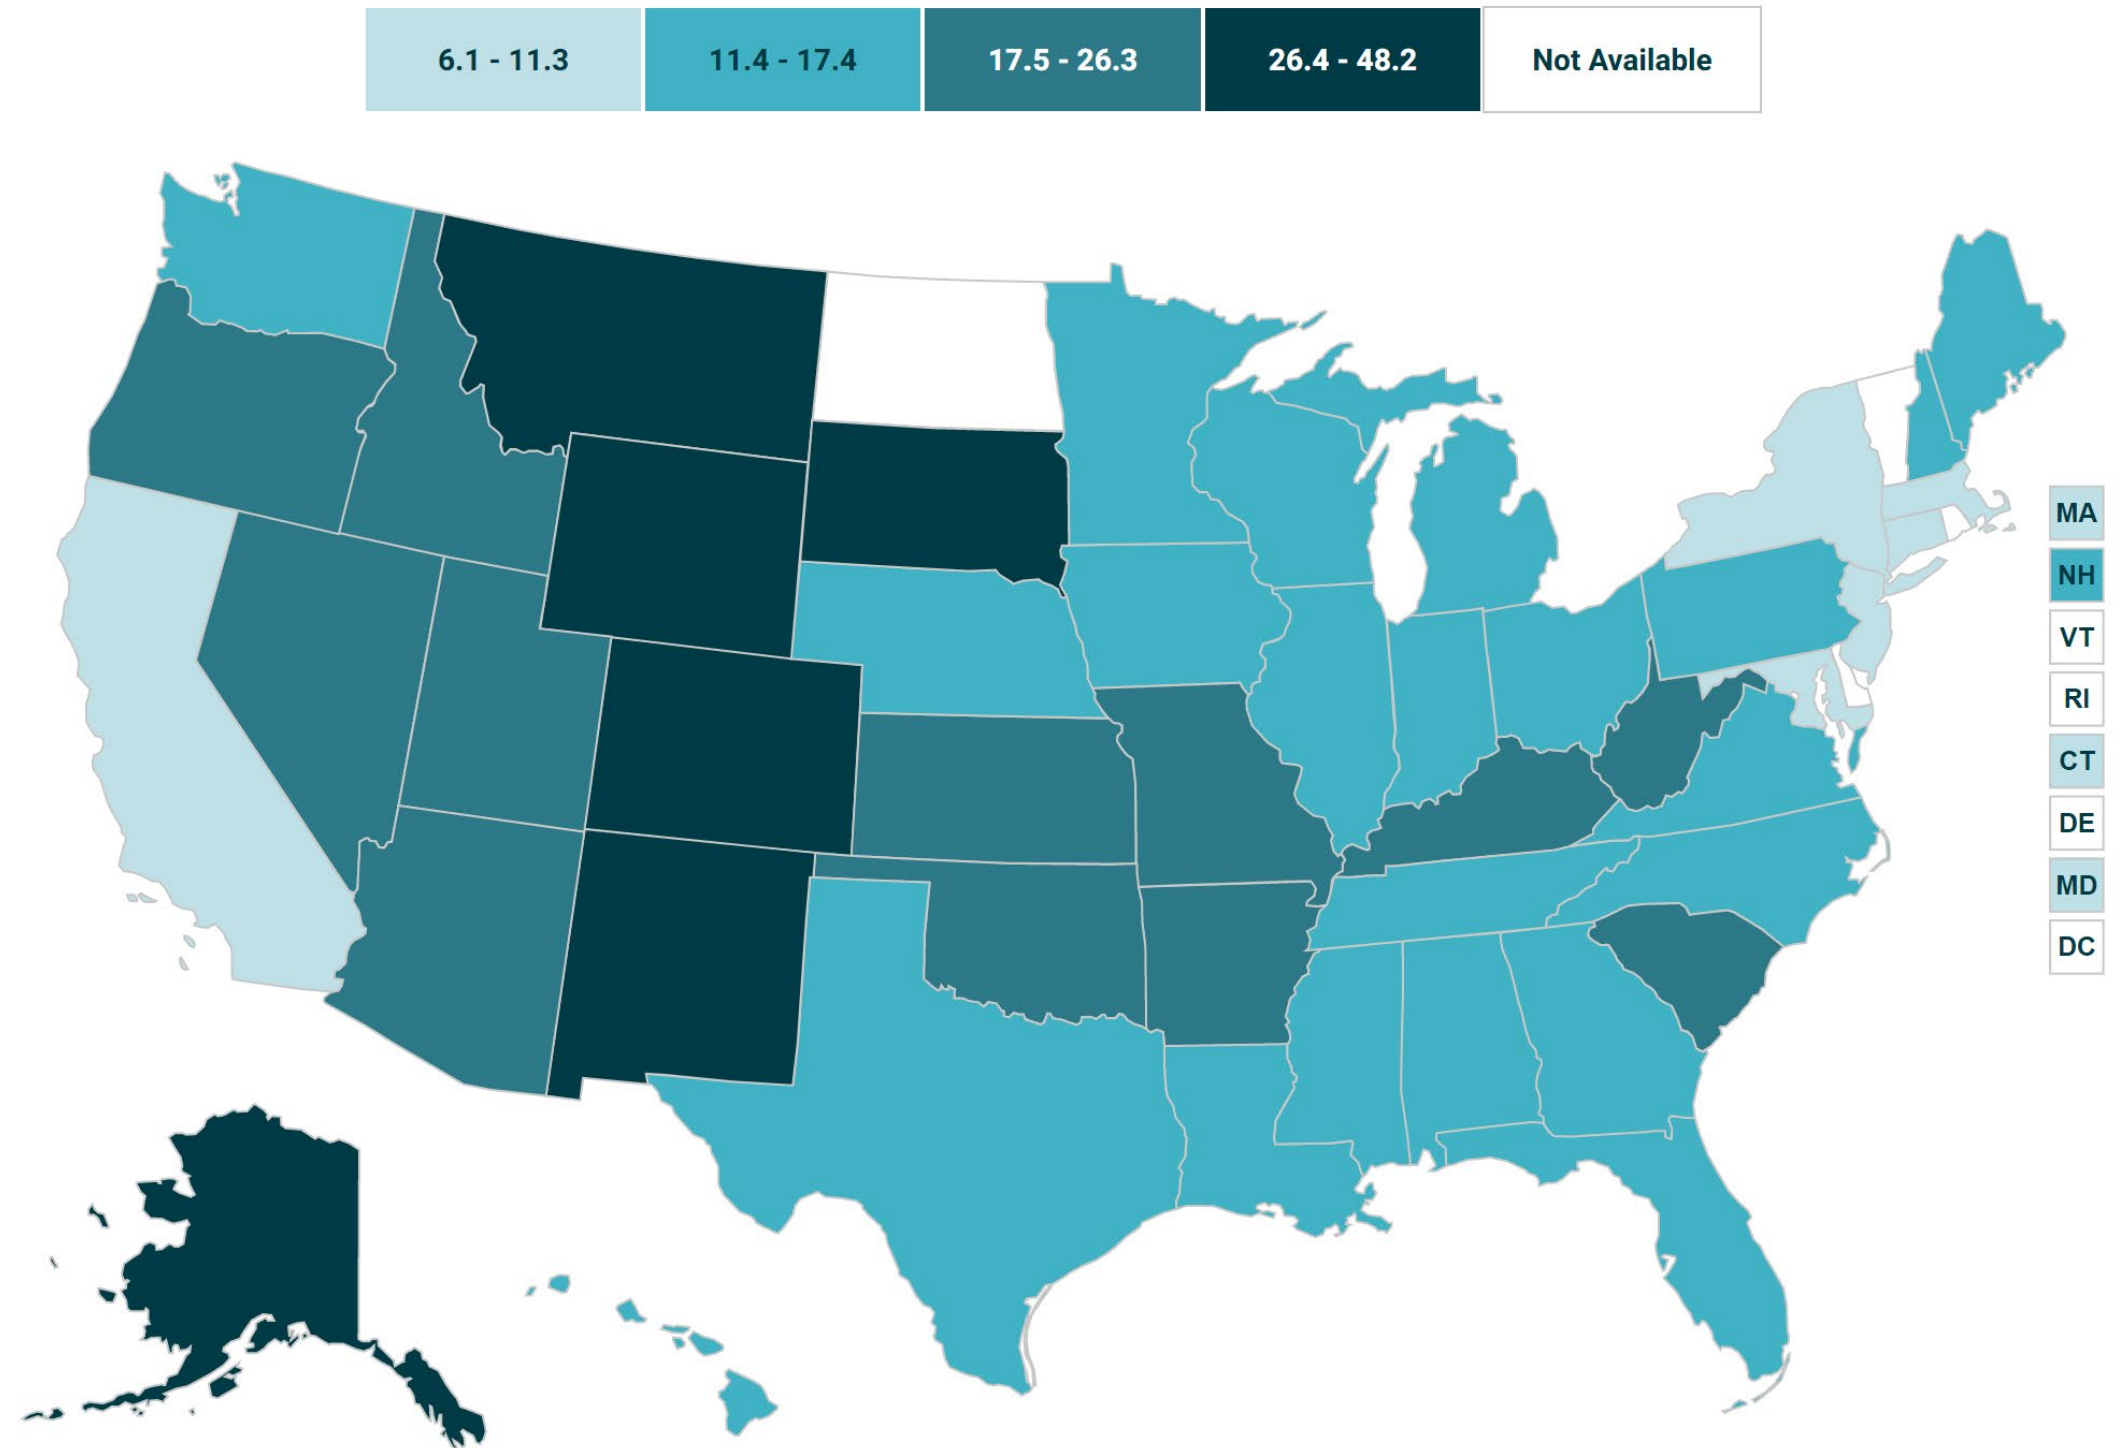 6.1 - 11.3
11.4 - 17.4
17.5 - 26.3
26.4 - 48.2
Not Available
MA
NH
VT
RI
CT
DE
MD
DC